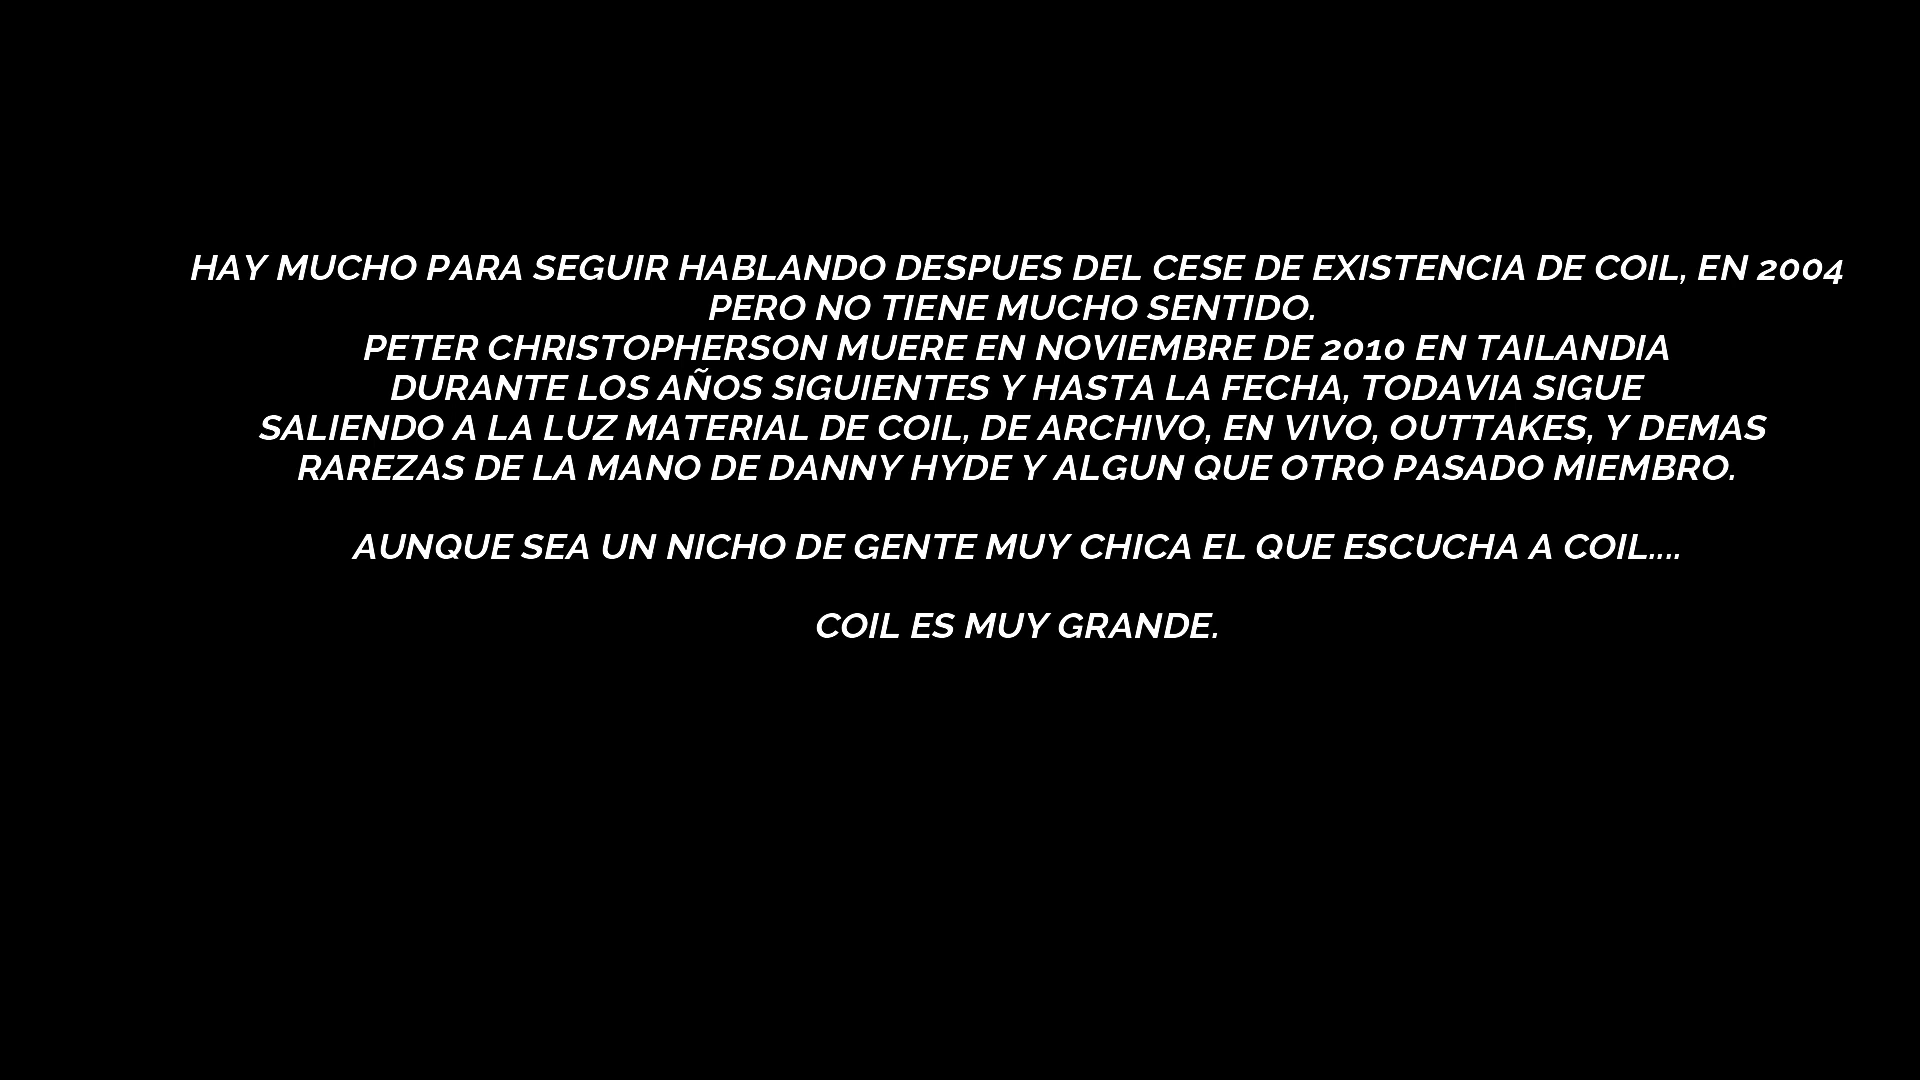 HAY MUCHO PARA SEGUIR HABLANDO DESPUES DEL CESE DE EXISTENCIA DE COIL, EN 2004
PERO NO TIENE MUCHO SENTIDO.
PETER CHRISTOPHERSON MUERE EN NOVIEMBRE DE 2010 EN TAILANDIA
DURANTE LOS AÑOS SIGUIENTES Y HASTA LA FECHA, TODAVIA SIGUE
SALIENDO A LA LUZ MATERIAL DE COIL, DE ARCHIVO, EN VIVO, OUTTAKES, Y DEMAS
RAREZAS DE LA MANO DE DANNY HYDE Y ALGUN QUE OTRO PASADO MIEMBRO.
AUNQUE SEA UN NICHO DE GENTE MUY CHICA EL QUE ESCUCHA A COIL....
COIL ES MUY GRANDE.